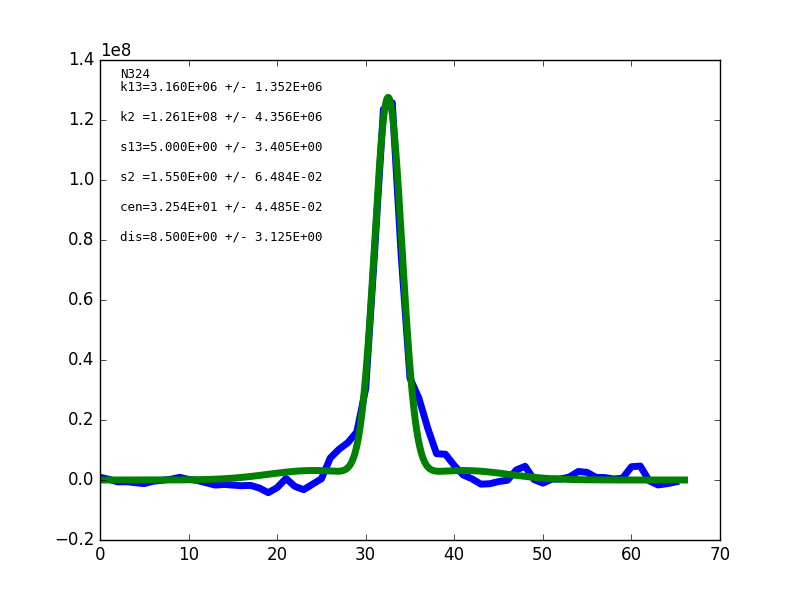 1e8
1.4
1.2
1.0
0.8
0.6
0.4
0.2
0.0
−0.2
N324
k13=3.160E+06 +/- 1.352E+06
k2 =1.261E+08 +/- 4.356E+06
s13=5.000E+00 +/- 3.405E+00
s2 =1.550E+00 +/- 6.484E-02
cen=3.254E+01 +/- 4.485E-02
dis=8.500E+00 +/- 3.125E+00
0 10 20 30 40 50 60 70